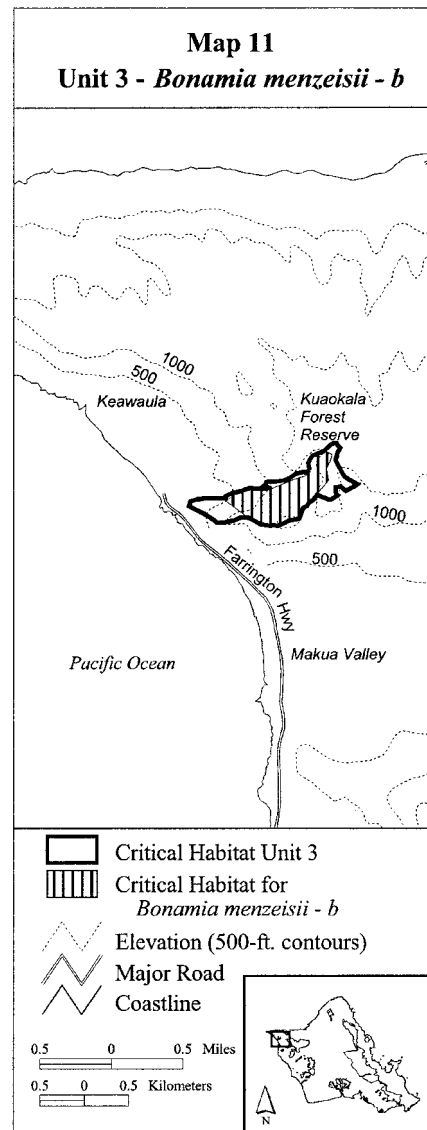 Map 11
Unit 3 - Bonamia menzeisii - b
1000
500
Keawaula
Kuaokala
Forest
Reserve
1000
500
Farrington Hwy
Makua Valley
Pacific Ocean
Critical Habitat Unit 3
Critical Habitat for
Bonamia menzeisii - b
Elevation (500-ft. contours)
Major Road
Coastline
0.5 0 0.5 Miles
0.5 0 0.5 Kilometers
N